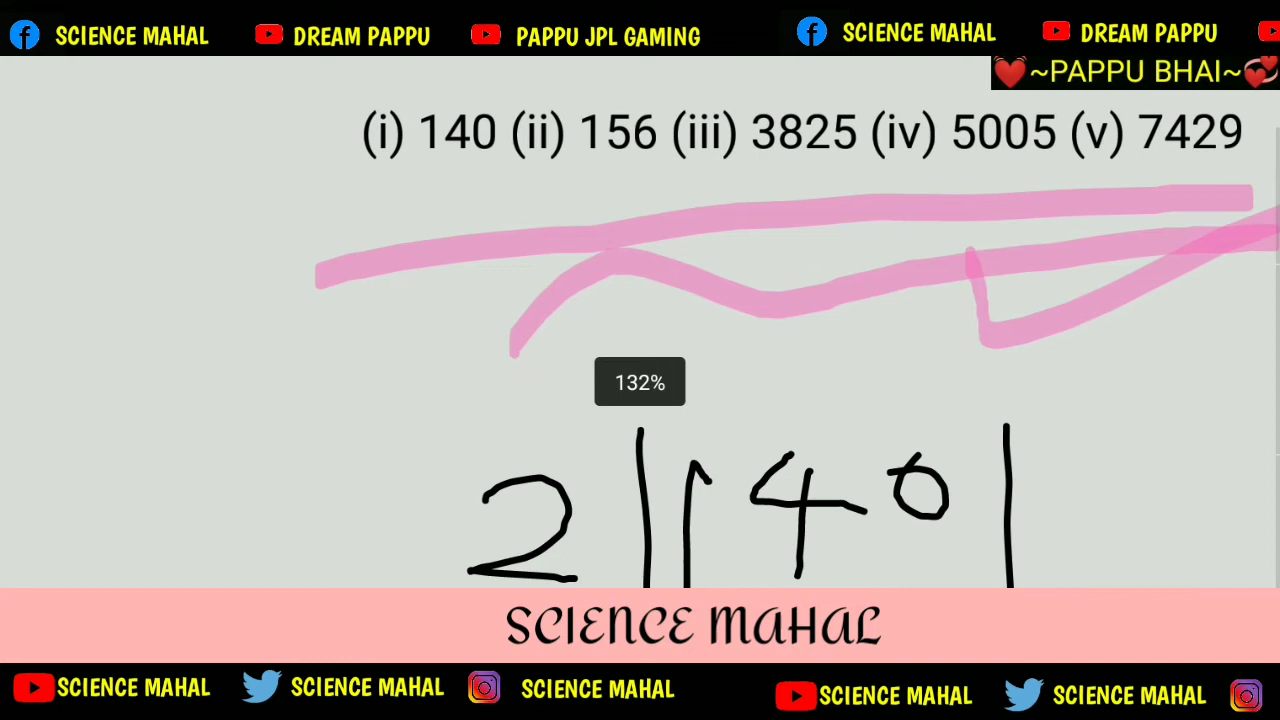 SCIENCE MAHAL DREAM PAPPU PAPPU JPL GAMING SCIENCE MAHAL DREAM PAPPU
~PAPPU BHAI~
(i) 140 (ii) 156 (iii) 3825 (iv) 5005 (v) 7429
132%
2 140
SCIENCE MAHAL
SCIENCE MAHAL SCIENCE MAHAL SCIENCE MAHAL SCIENCE MAHAL SCIENCE MAHAL